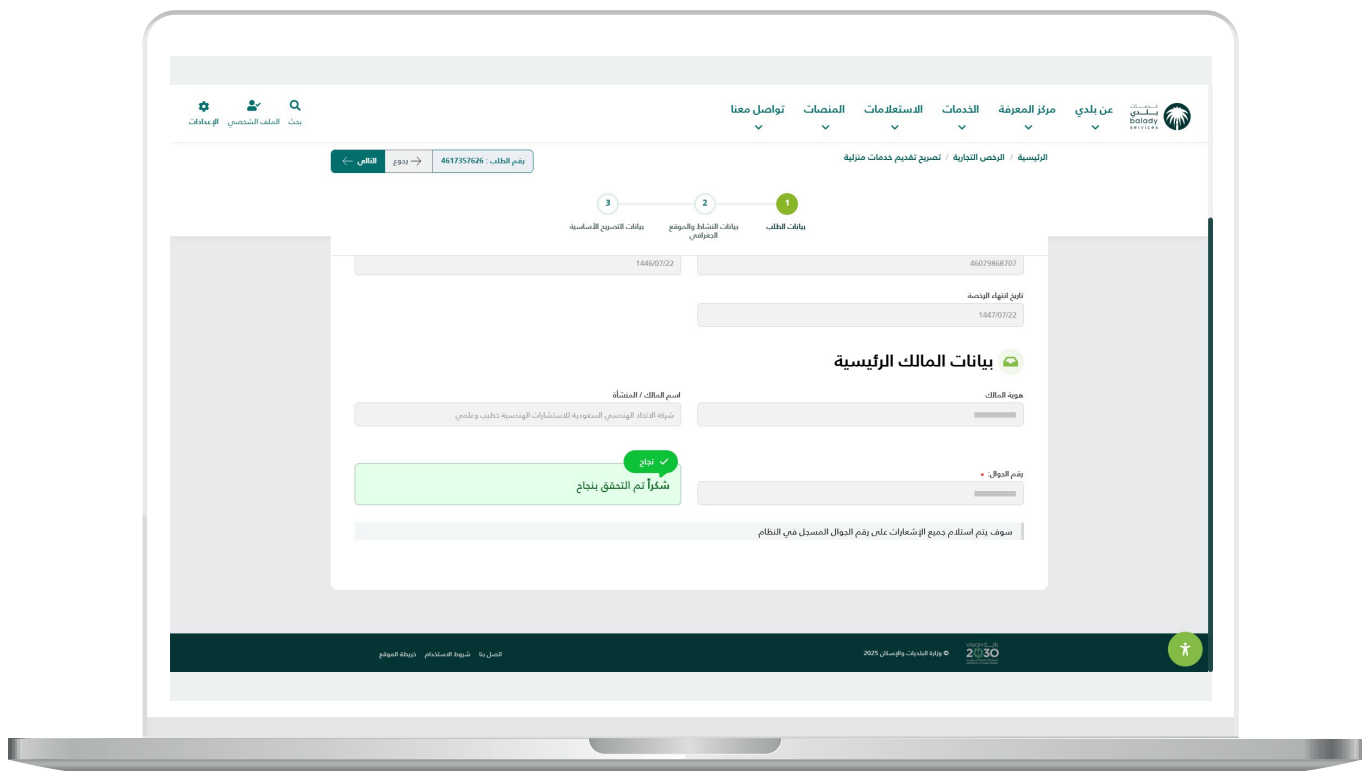 خدمات
بلدي
balady
services
عن بلدي
مركز المعرفة
الخدمات
الاستعلامات
المنصات
تواصل معنا
بحث
الملف الشخصي
الإعدادات
الرئيسية / الرخص التجارية / تصريح تقديم خدمات منزلية
رقم الطلب : 4617357626
رجوع
التالي
1
2
3
بيانات الطلب
بيانات النشاط والموقع
الجغرافي
بيانات التصريح الأساسية
46079868707
1446/07/22
تاريخ انتهاء الرخصة
1447/07/22
بيانات المالك الرئيسية
هوية المالك
اسم المالك / المنشأة
شركة الاتحاد الهندسي السعودية للاستشارات الهندسية خطيب وعلمي
رقم الجوال: •
نجاح
شكراً تم التحقق بنجاح
سوف يتم استلام جميع الإشعارات على رقم الجوال المسجل في النظام
2030
© وزارة البلديات والإسكان 2025
اتصل بنا
شروط الاستخدام
خريطة الموقع